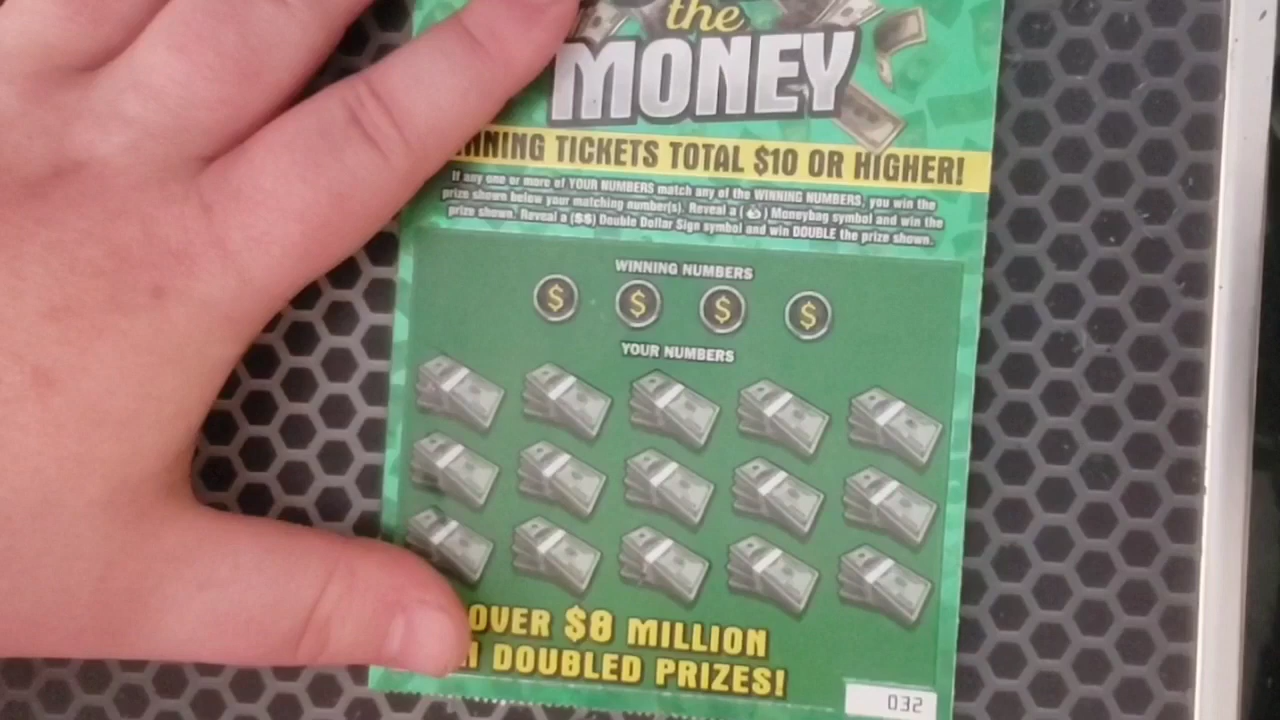 the
MONEY
TICKETS TOTAL $10 OR HIGHER!
If any one or more of YOUR NUMBERS match any of the WINNING NUMBERS, you win the
prize shown below your matching number(s). Reveal a ( ) Moneybag symbol and win the
prize shown. Reveal a ($$) Double Dollar Sign symbol and win DOUBLE the prize shown.
WINNING NUMBERS
$ $ $ $
YOUR NUMBERS
OVER $8 MILLION
DOUBLED PRIZES!
032